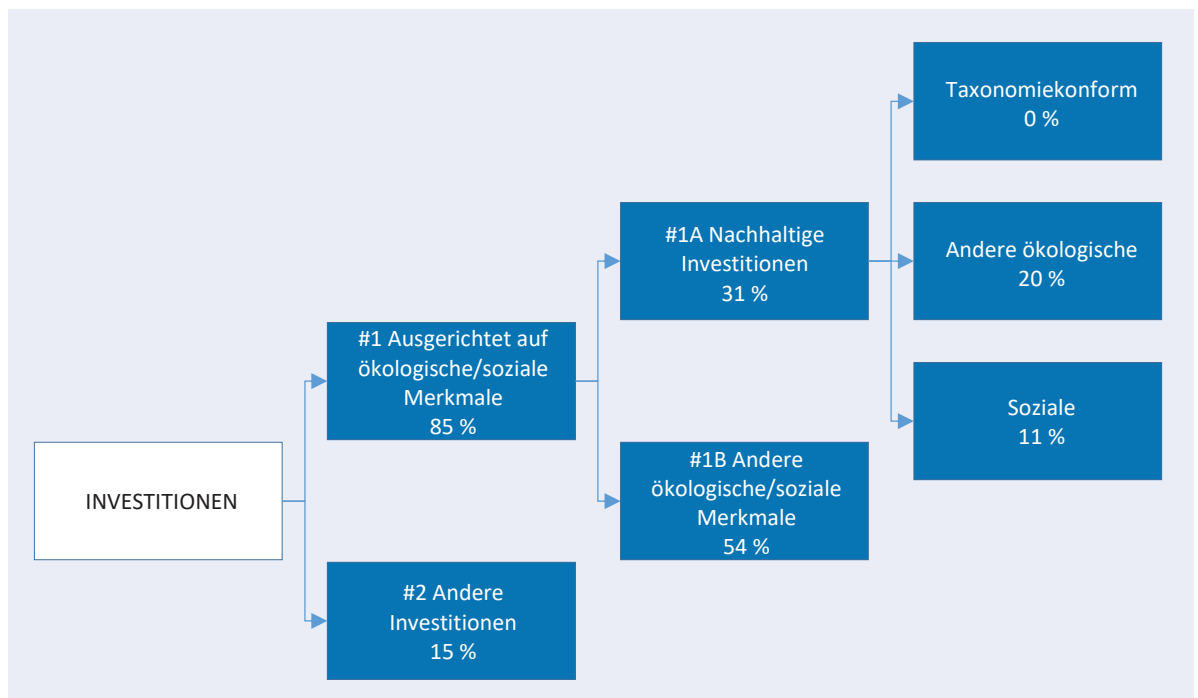 Taxonomiekonform
0 %
#1A Nachhaltige
Investitionen
31 %
Andere ökologische
20 %
#1 Ausgerichtet auf
ökologische/soziale
Merkmale
85 %
Soziale
11 %
INVESTITIONEN
#1B Andere
ökologische/soziale
Merkmale
54 %
#2 Andere
Investitionen
15 %